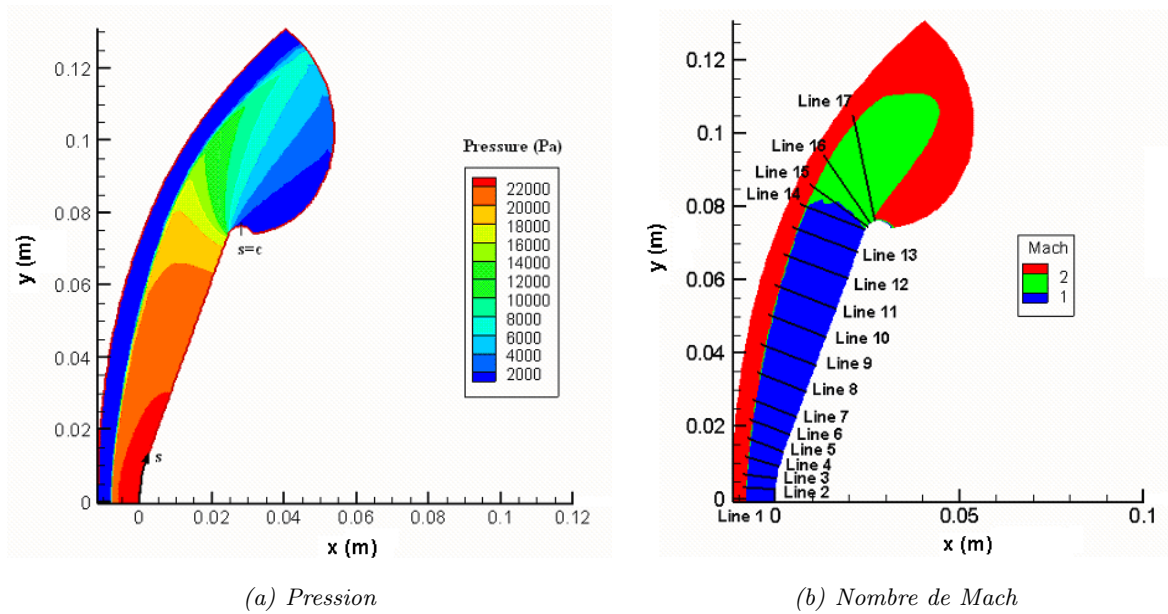 0.12
0.1
0.08
0.06
0.04
0.02
0
y (m)
0
0.02
0.04
0.06
0.08
0.1
0.12
x (m)
s
s=c
Pressure (Pa)
22000
20000
18000
16000
14000
12000
10000
8000
6000
4000
2000
(a) Pression
0.12
0.1
0.08
0.06
0.04
0.02
0
y (m)
Line 17
Line 16
Line 15
Line 14
Line 13
Line 12
Line 11
Line 10
Line 9
Line 8
Line 7
Line 6
Line 5
Line 4
Line 3
Line 2
Line 1
0
0.05
0.1
x (m)
Mach
2
1
(b) Nombre de Mach